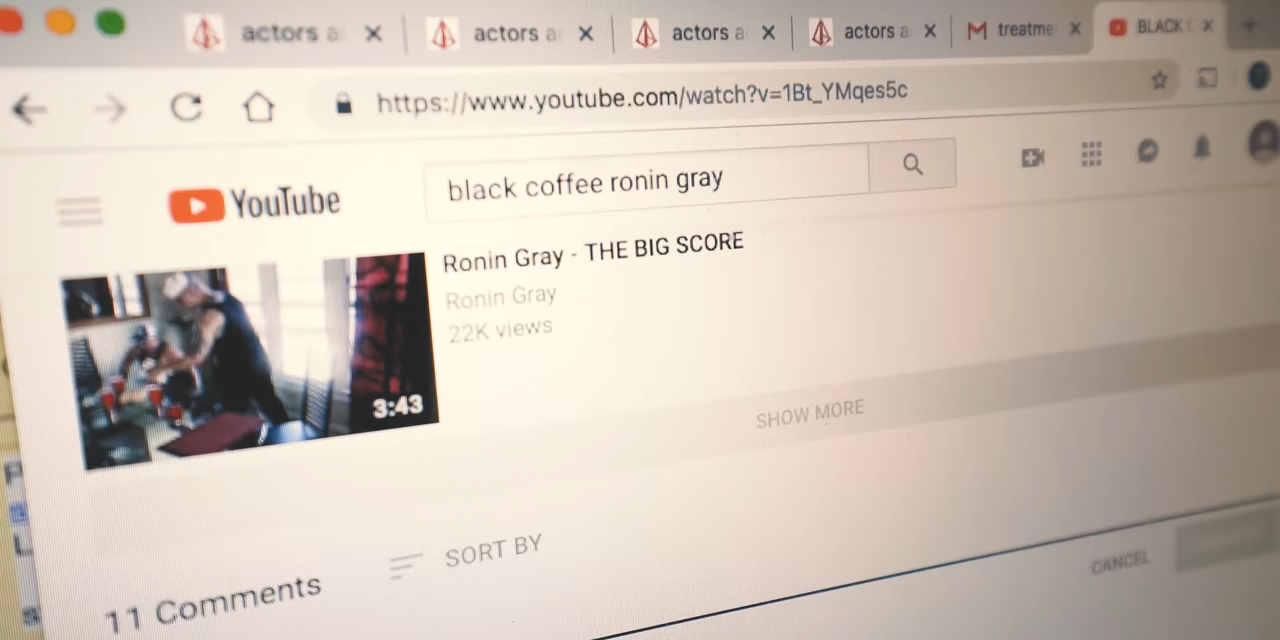 actors a
actors a
actors a
actors a
treatme
BLACK
https://www.youtube.com/watch?v=1Bt_YMqes5c
YouTube
black coffee ronin gray
Ronin Gray - THE BIG SCORE
Ronin Gray
22K views
3:43
SHOW MORE
11 Comments
SORT BY
CANCEL